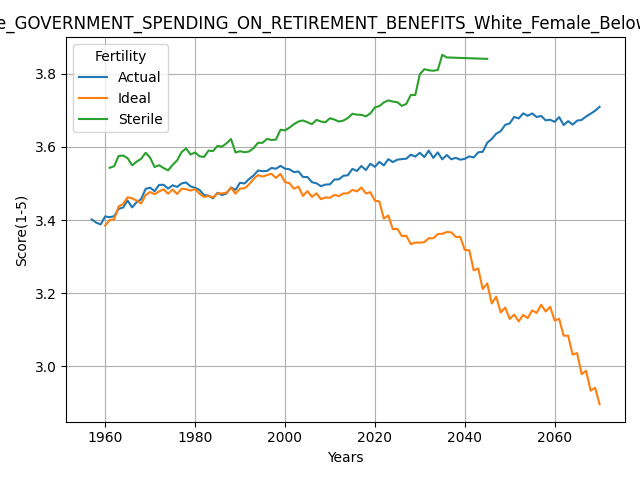 e_GOVERNMENT_SPENDING_ON_RETIREMENT_BENEFITS_White_Female_Below
Fertility
Actual
Ideal
Sterile
3.8
3.6
3.4
3.2
3.0
Score(1-5)
1960 1980 2000 2020 2040 2060
Years